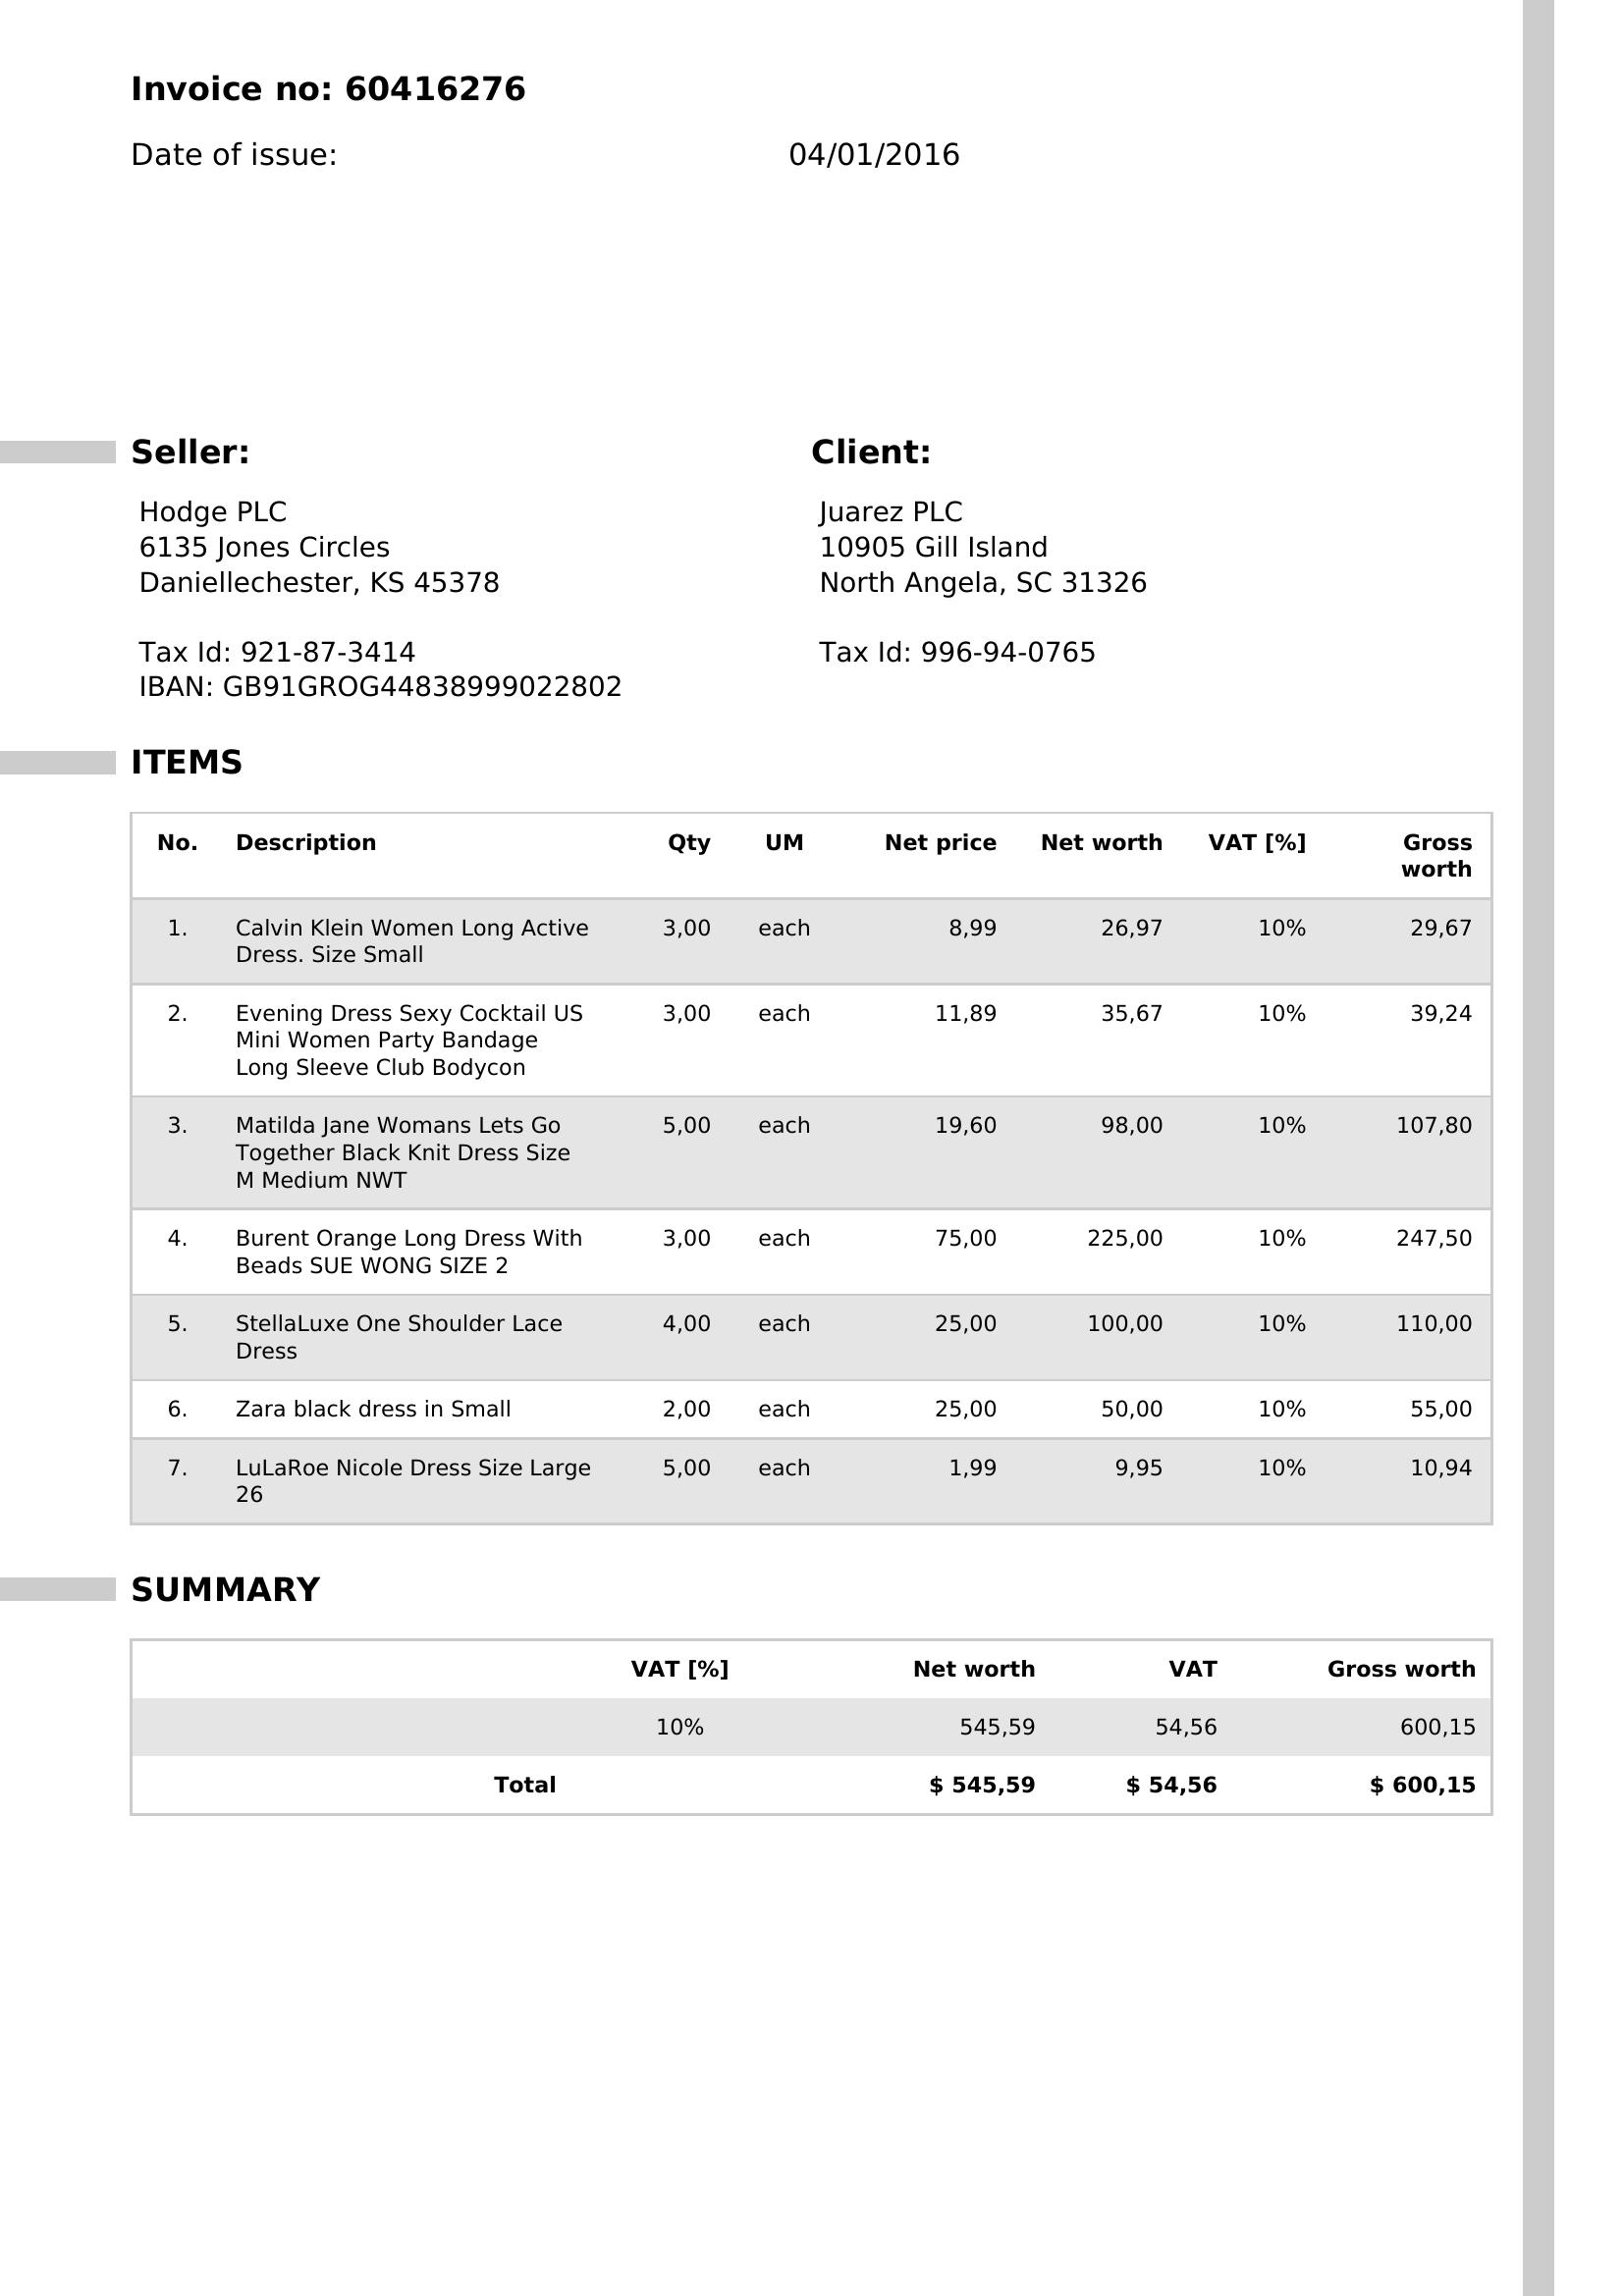 Invoice no: 60416276
Date of issue: 04/01/2016
Seller: Client:
Hodge PLC Juarez PLC
6135 Jones Circles 10905 Gill Island
Daniellechester, KS 45378 North Angela, SC 31326
Tax Id: 921-87-3414 Tax Id: 996-94-0765
IBAN: GB91GROG44838999022802
ITEMS
No. Description Qty UM Net price Net worth VAT [%] Gross
worth
1. Calvin Klein Women Long Active 3,00 each 8,99 26,97 10% 29,67
Dress. Size Small
2. Evening Dress Sexy Cocktail US 3,00 each 11,89 35,67 10% 39,24
Mini Women Party Bandage
Long Sleeve Club Bodycon
3. Matilda Jane Womans Lets Go 5,00 each 19,60 98,00 10% 107,80
Together Black Knit Dress Size
M Medium NWT
4. Burent Orange Long Dress With 3,00 each 75,00 225,00 10% 247,50
Beads SUE WONG SIZE 2
5. StellaLuxe One Shoulder Lace 4,00 each 25,00 100,00 10% 110,00
Dress
6. Zara black dress in Small 2,00 each 25,00 50,00 10% 55,00
7. LuLaRoe Nicole Dress Size Large 5,00 each 1,99 9,95 10% 10,94
26
SUMMARY
VAT [%] Net worth VAT Gross worth
10% 545,59 54,56 600,15
Total $ 545,59 $ 54,56 $ 600,15